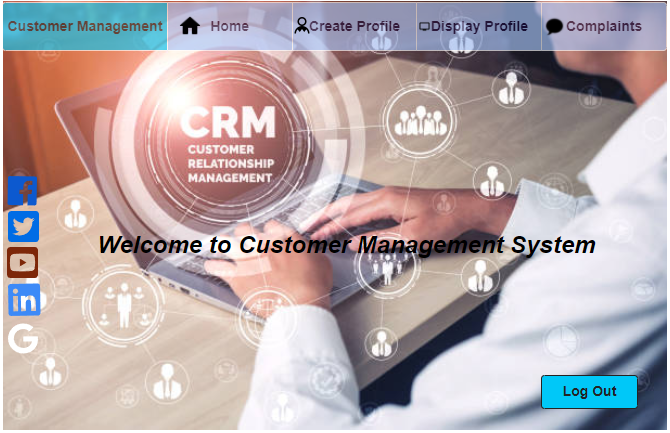 Customer Management
Home
Create Profile
Display Profile
Complaints
CRM
CUSTOMER
RELATIONSHIP
MANAGEMENT
Welcome to Customer Management System
in
G
Log Out